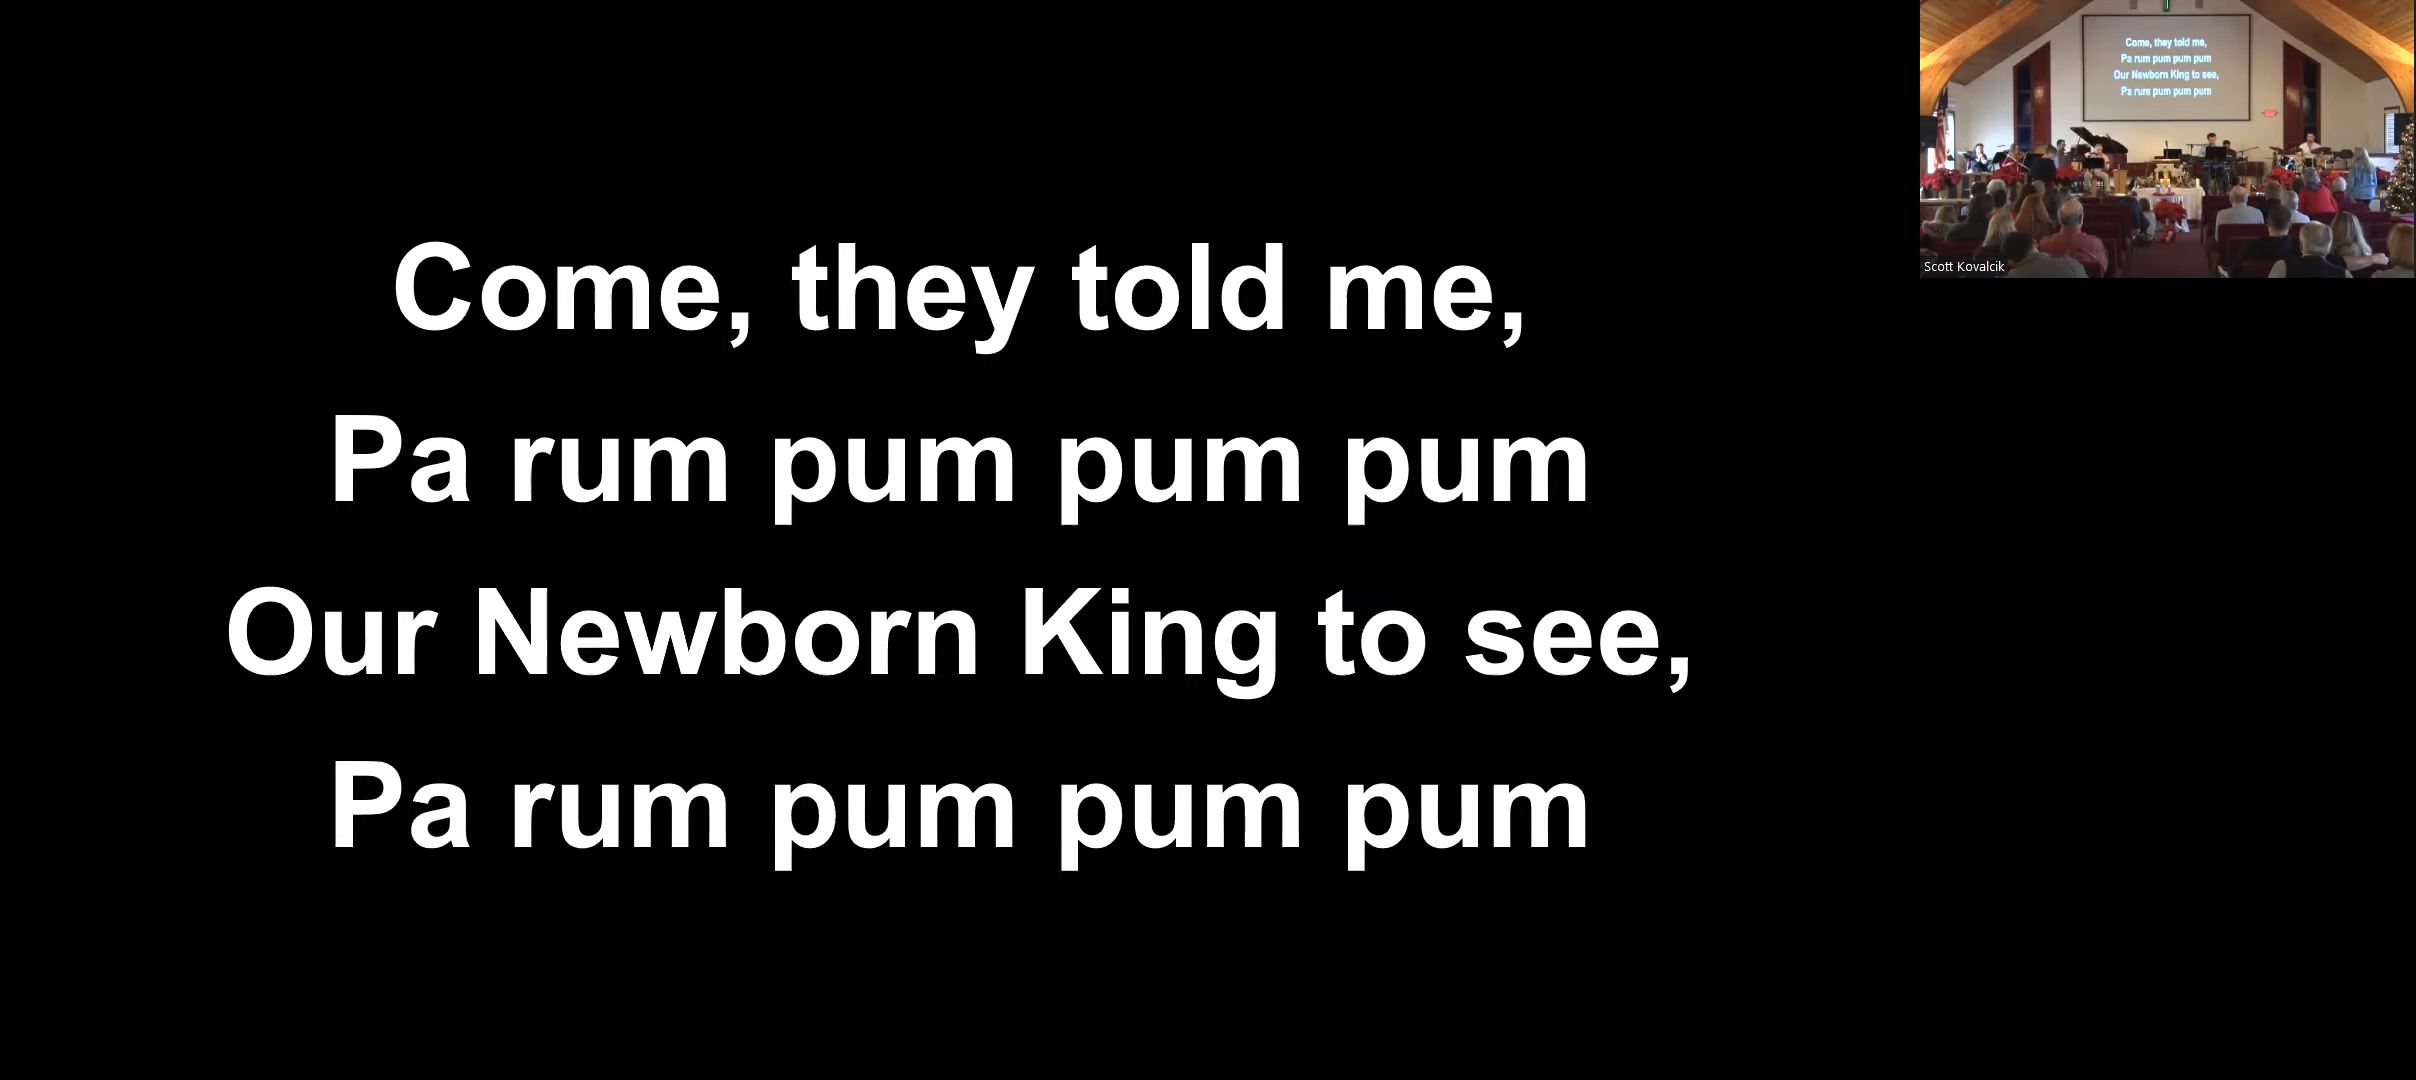 Come, they told me,
Pa rum pum pum pum
Our Newborn King to see,
Pa rum pum pum pum
Come, they told me,
Pa rum pum pum pum
Our Newborn King to see,
Pa rum pum pum pum
Scott Kovalcik